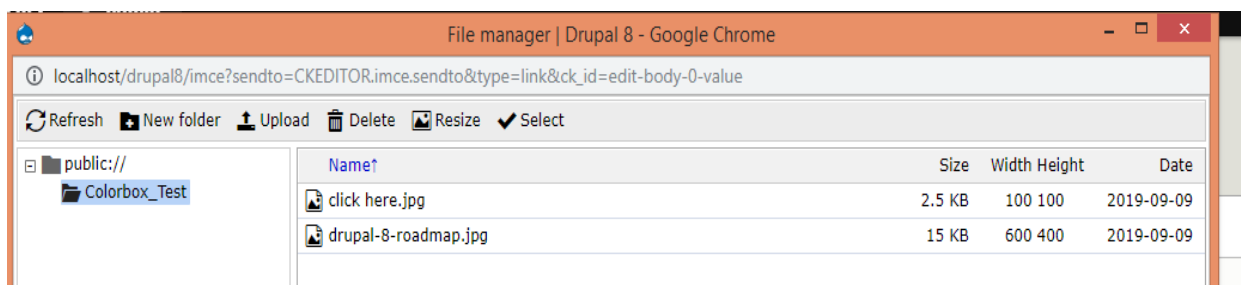 File manager | Drupal 8 - Google Chrome
localhost/drupal8/imce?sendto=CKEDITOR.imce.sendto&type=link&ck_id=edit-body-0-value
Refresh New folder Upload Delete Resize Select
public:// Name↑ Size Width Height Date
Colorbox_Test click here.jpg 2.5 KB 100 100 2019-09-09
drupal-8-roadmap.jpg 15 KB 600 400 2019-09-09